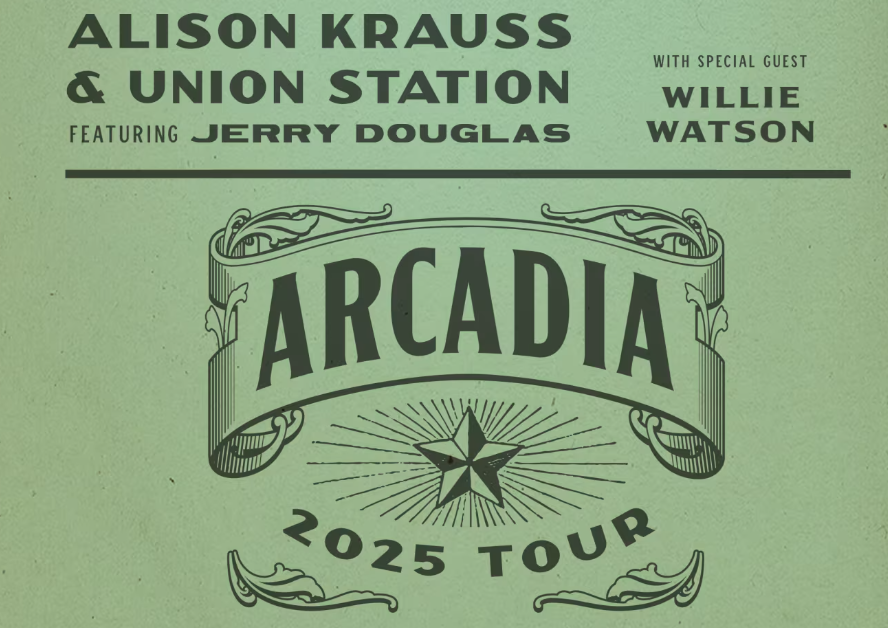 ALISON KRAUSS
& UNION STATION
FEATURING JERRY DOUGLAS
WITH SPECIAL GUEST
WILLIE
WATSON
ARCADIA
2025 TOUR